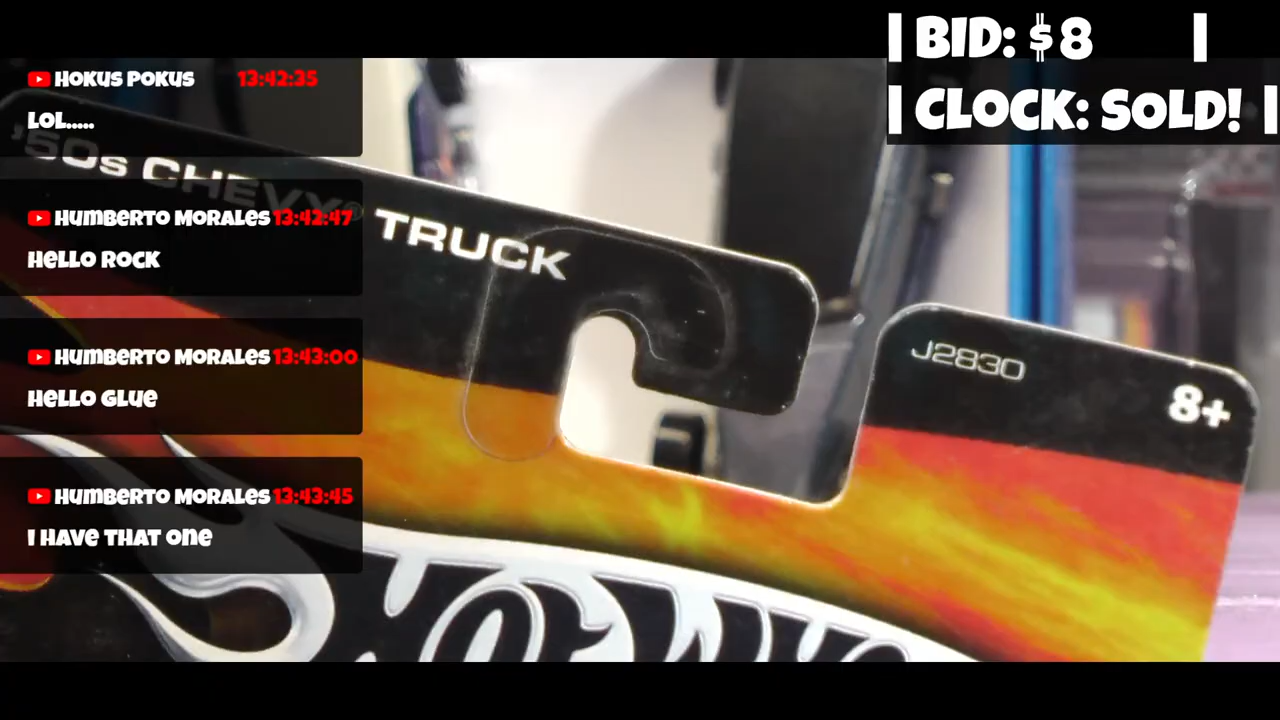 | BID: $8 |
| CLOCK: SOLD! |
HOKUS POKUS 13:42:35
LOL.....
HUMBERTO MORALES 13:42:47
HELLO ROCK
HUMBERTO MORALES 13:43:00
HELLO GLUE
HUMBERTO MORALES 13:43:45
I HAVE THAT ONE
'50s CHEVY® TRUCK
J2830
8+